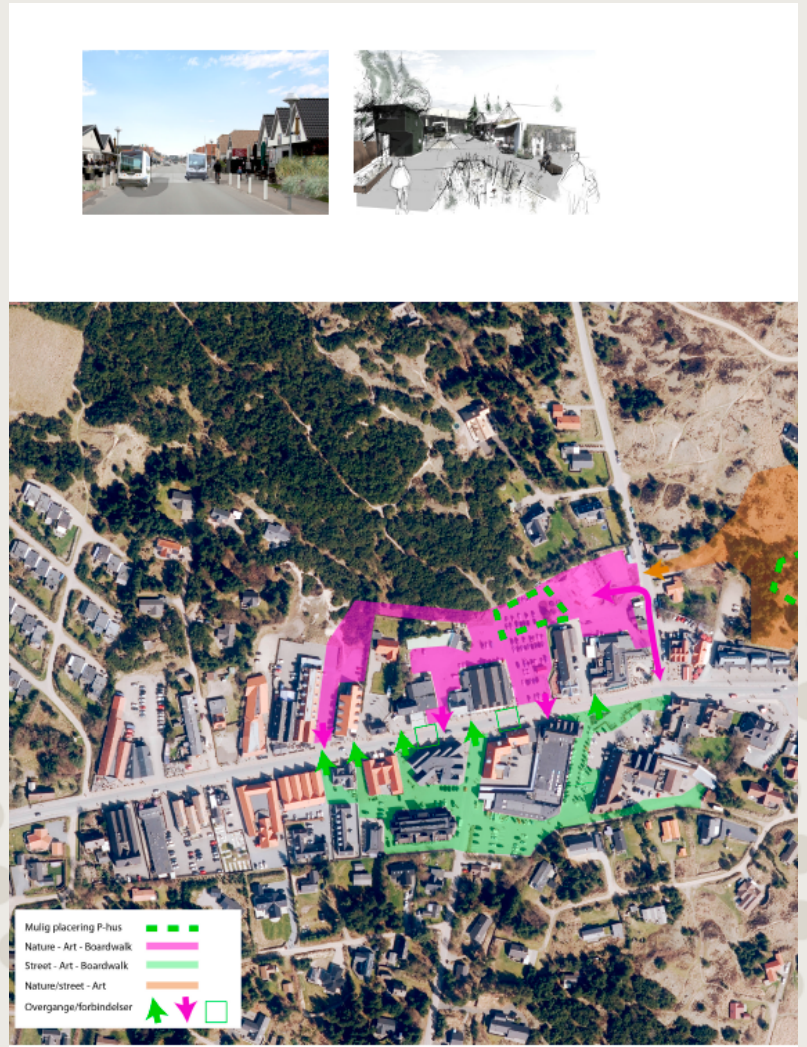 Mulig placering P-hus
Nature - Art - Boardwalk
Street - Art - Boardwalk
Nature/street - Art
Overgange/forbindelser